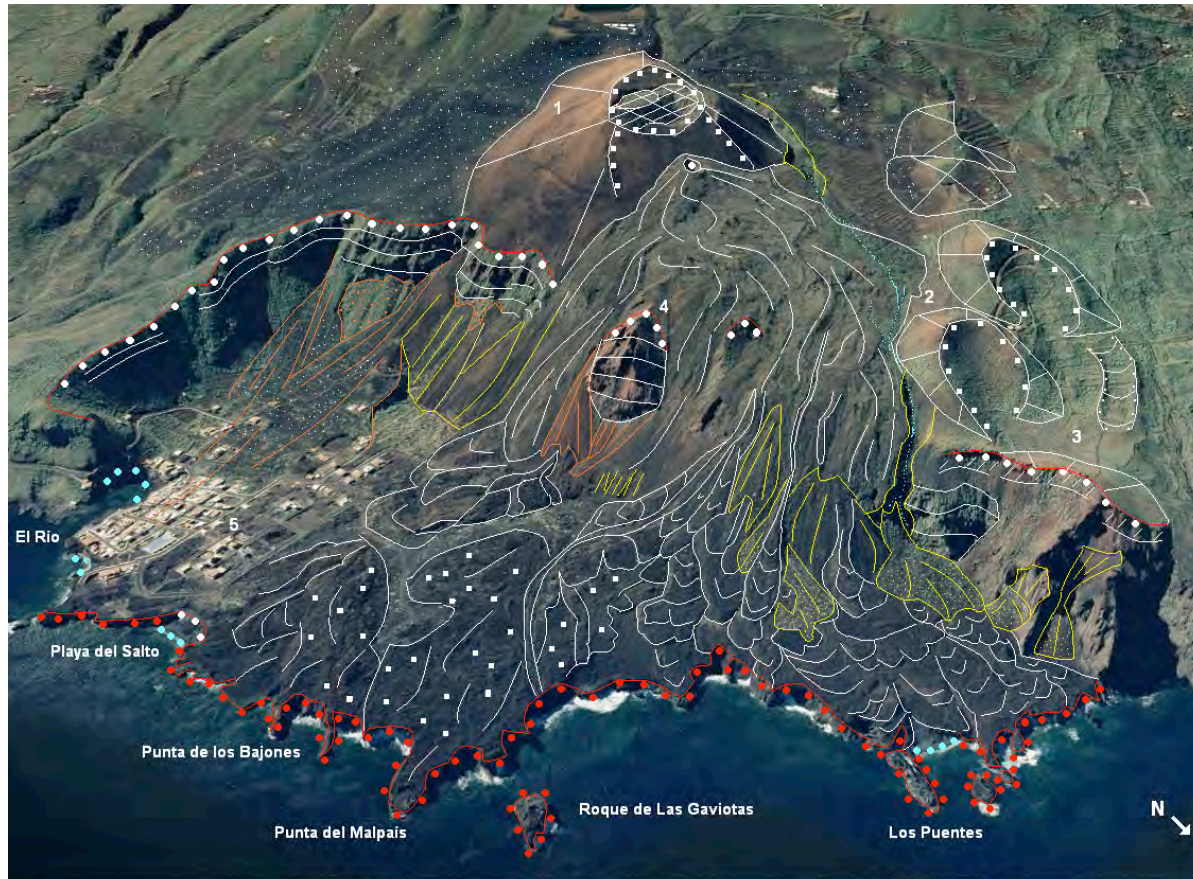 1
4
2
3
5
El Río
Playa del Salto
Punta de los Bajones
Punta del Malpaís
Roque de Las Gaviotas
Los Puentes
N